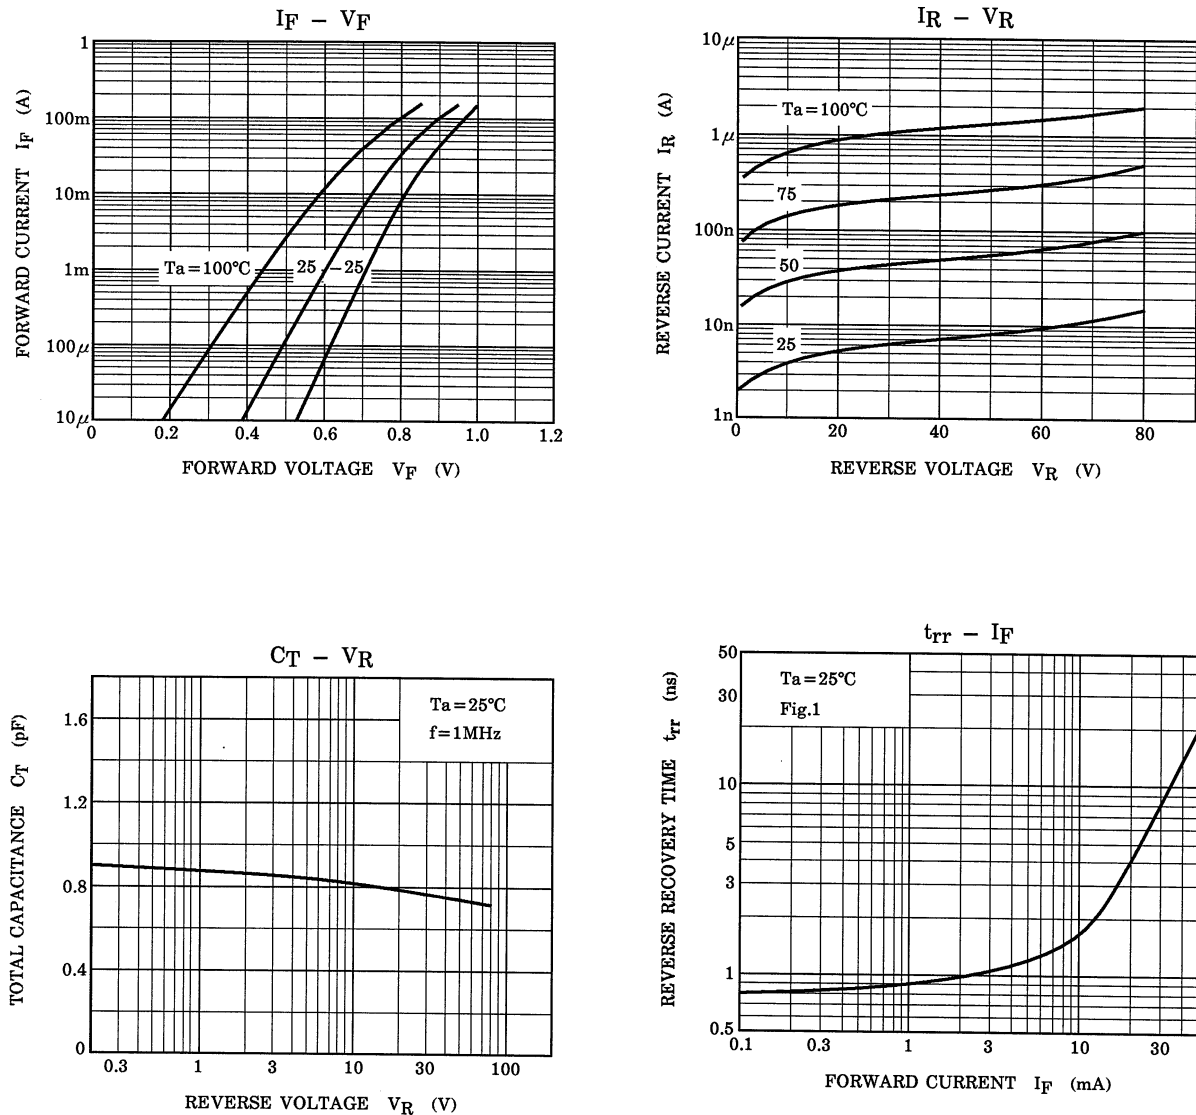 IF – VF
FORWARD CURRENT IF (A)
1
100m
10m
1m
100μ
10μ
Ta=100°C
25
−25
0
0.2
0.4
0.6
0.8
1.0
1.2
FORWARD VOLTAGE VF (V)
IR – VR
REVERSE CURRENT IR (A)
10μ
1μ
100n
10n
1n
Ta=100°C
75
50
25
0
20
40
60
80
REVERSE VOLTAGE VR (V)
CT – VR
TOTAL CAPACITANCE CT (pF)
1.6
1.2
0.8
0.4
0
Ta=25°C
f=1MHz
0.3
1
3
10
30
100
REVERSE VOLTAGE VR (V)
trr – IF
REVERSE RECOVERY TIME trr (ns)
50
30
10
5
3
1
0.5
Ta=25°C
Fig.1
0.1
0.3
1
3
10
30
FORWARD CURRENT IF (mA)